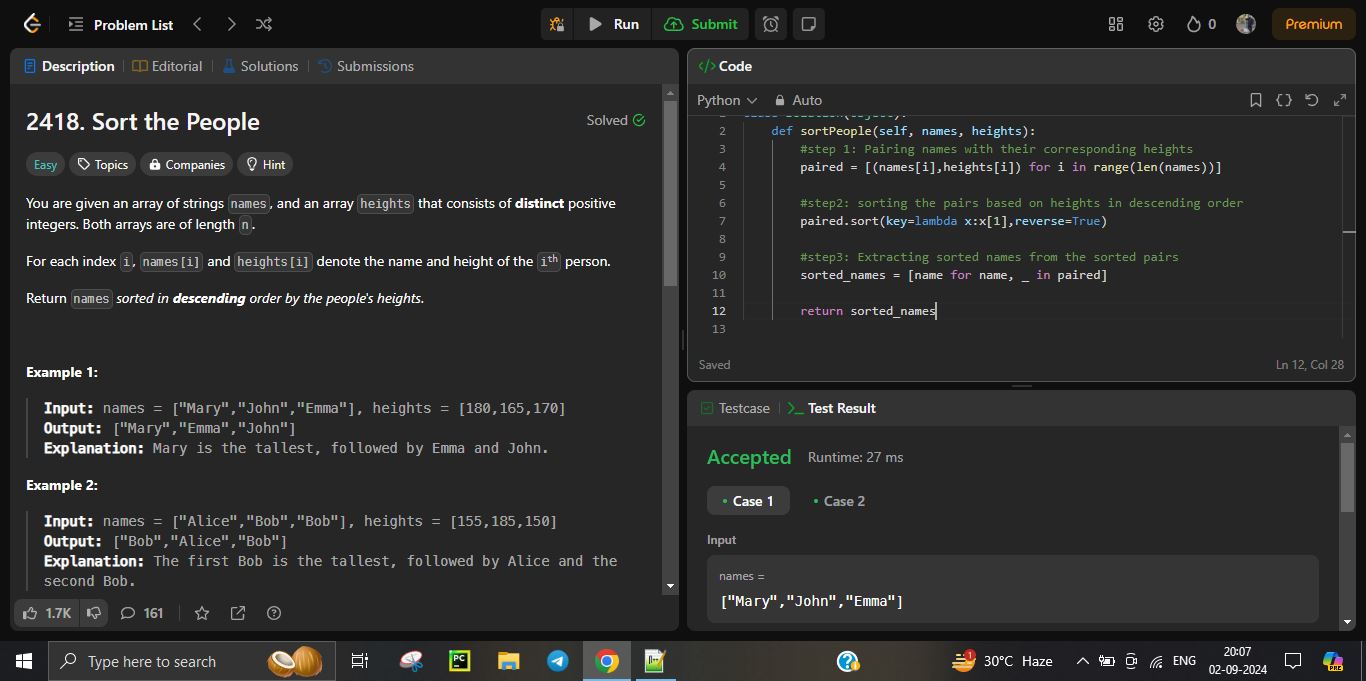 Problem List
Run
Submit
0
Premium
Description
Editorial
Solutions
Submissions
2418. Sort the People
Solved
Easy
Topics
Companies
Hint
You are given an array of strings names, and an array heights that consists of distinct positive
integers. Both arrays are of length n.
For each index i, names[i] and heights[i] denote the name and height of the ith person.
Return names sorted in descending order by the people's heights.
Example 1:
Input: names = ["Mary","John","Emma"], heights = [180,165,170]
Output: ["Mary","Emma","John"]
Explanation: Mary is the tallest, followed by Emma and John.
Example 2:
Input: names = ["Alice","Bob","Bob"], heights = [155,185,150]
Output: ["Bob","Alice","Bob"]
Explanation: The first Bob is the tallest, followed by Alice and the
second Bob.
1.7K
161
</> Code
Python
Auto
2 def sortPeople(self, names, heights):
3 #step 1: Pairing names with their corresponding heights
4 paired = [(names[i],heights[i]) for i in range(len(names))]
5
6 #step2: sorting the pairs based on heights in descending order
7 paired.sort(key=lambda x:x[1],reverse=True)
8
9 #step3: Extracting sorted names from the sorted pairs
10 sorted_names = [name for name, _ in paired]
11
12 return sorted_names
13
Saved
Ln 12, Col 28
Testcase
>_ Test Result
Accepted
Runtime: 27 ms
Case 1
Case 2
Input
names =
["Mary","John","Emma"]
Type here to search
PC
1
30°C Haze
ENG
20:07
02-09-2024
PRE